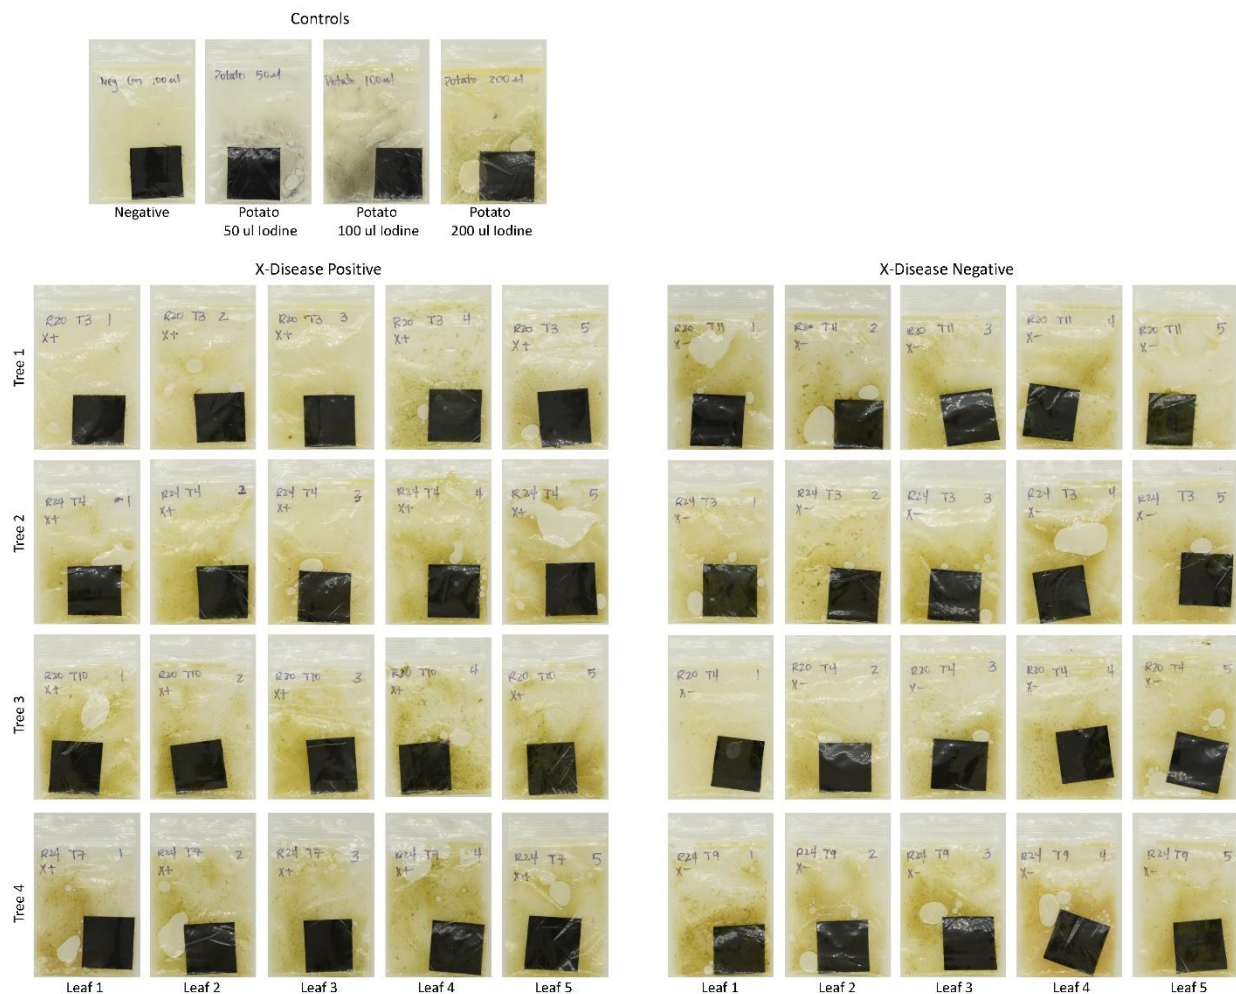 Controls
Neg Con 100 ul
Potato 50 ul
Potato 100 ul
Potato 200 ul
Negative
Potato
50 ul Iodine
Potato
100 ul Iodine
Potato
200 ul Iodine
X-Disease Positive
X-Disease Negative
Tree 1
R20 T3 1
X+
R20 T3 2
X+
R20 T3 3
X+
R20 T3 4
X+
R20 T3 5
X+
R20 T11 1
X-
R20 T11 2
X-
R20 T11 3
X-
R20 T11 4
X-
R20 T11 5
X-
Tree 2
R24 T4 1
X+
R24 T4 2
X+
R24 T4 3
X+
R24 T4 4
X+
R24 T4 5
X+
R24 T3 1
X-
R24 T3 2
X-
R24 T3 3
X-
R24 T3 4
X-
R24 T3 5
X-
Tree 3
R20 T10 1
X+
R20 T10 2
X+
R20 T10 3
X+
R20 T10 4
X+
R20 T10 5
X+
R20 T4 1
X-
R20 T4 2
X-
R20 T4 3
X-
R20 T4 4
X-
R20 T4 5
X-
Tree 4
R24 T7 1
X+
R24 T7 2
X+
R24 T7 3
X+
R24 T7 4
X+
R24 T7 5
X+
R24 T9 1
X-
R24 T9 2
X-
R24 T9 3
X-
R24 T9 4
X-
R24 T9 5
X-
Leaf 1
Leaf 2
Leaf 3
Leaf 4
Leaf 5
Leaf 1
Leaf 2
Leaf 3
Leaf 4
Leaf 5